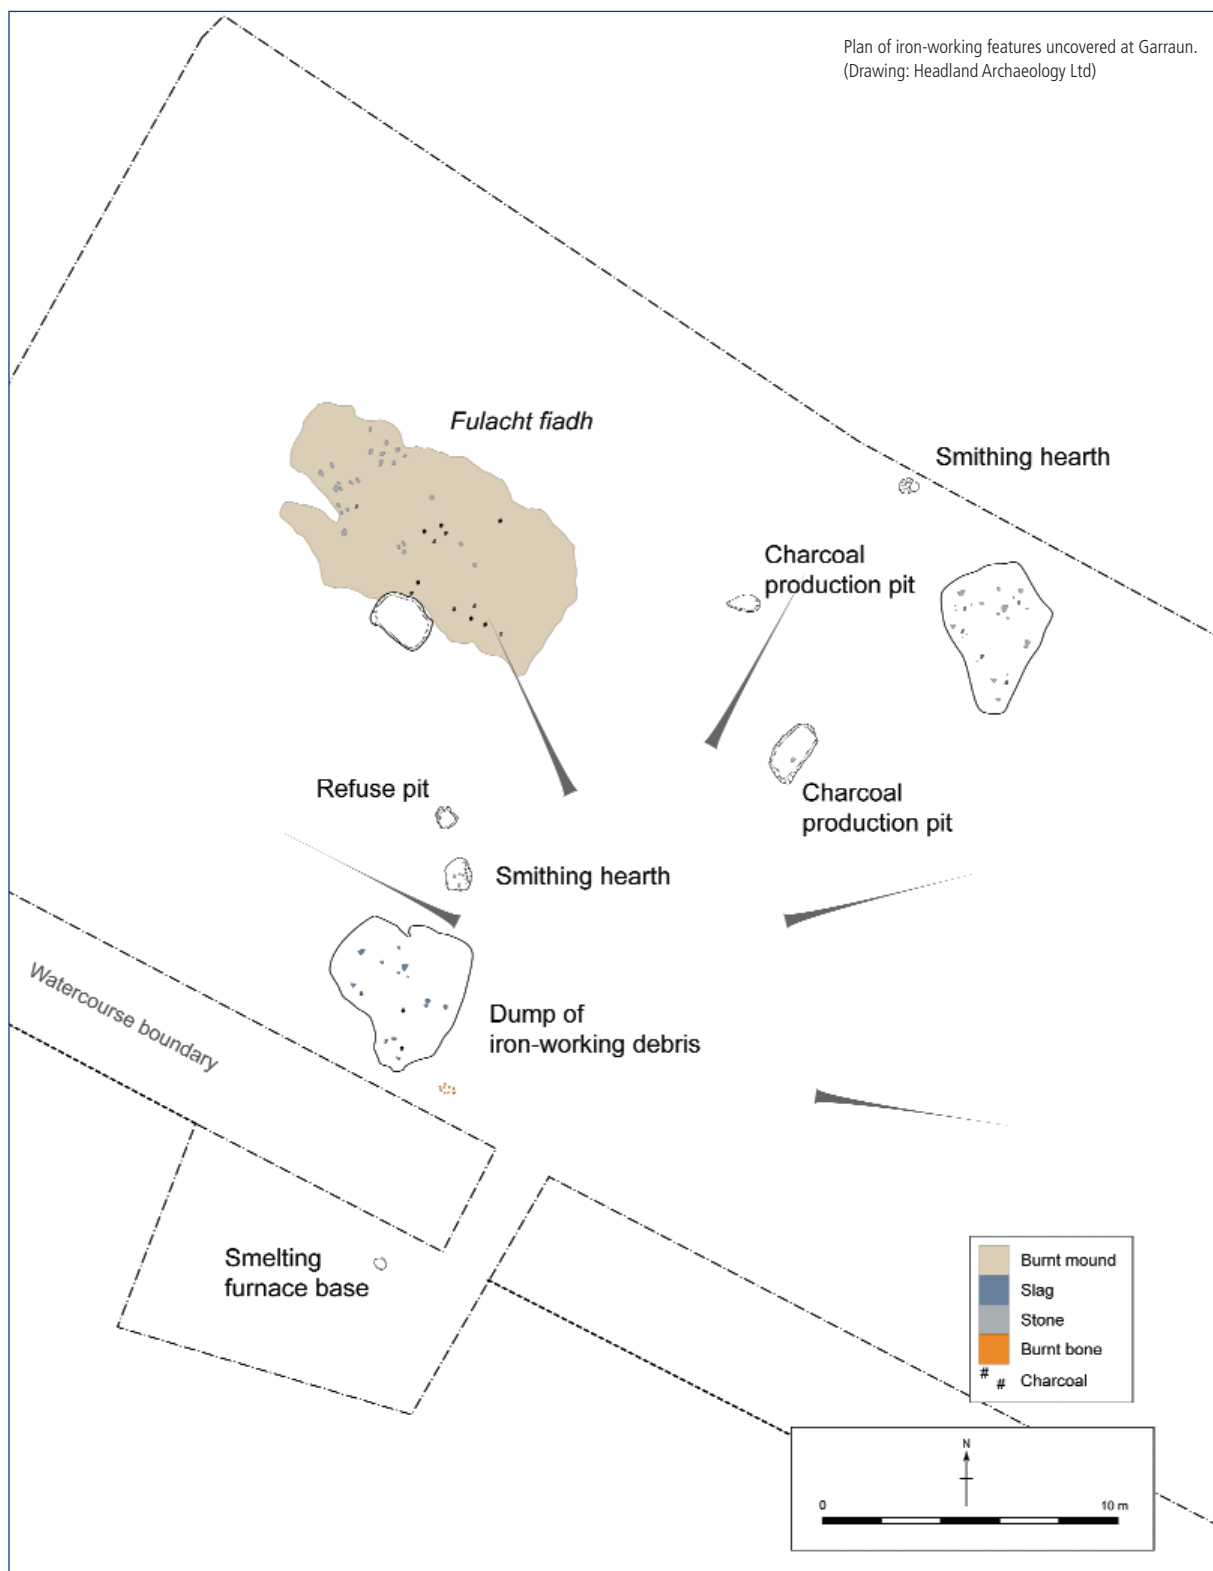 Plan of iron-working features uncovered at Garraun.
(Drawing: Headland Archaeology Ltd)
Fulacht fiadh
Smithing hearth
Charcoal
production pit
Refuse pit
Charcoal
production pit
Smithing hearth
Watercourse boundary
Dump of
iron-working debris
Smelting
furnace base
Burnt mound
Slag
Stone
Burnt bone
# # Charcoal
N
0 10 m